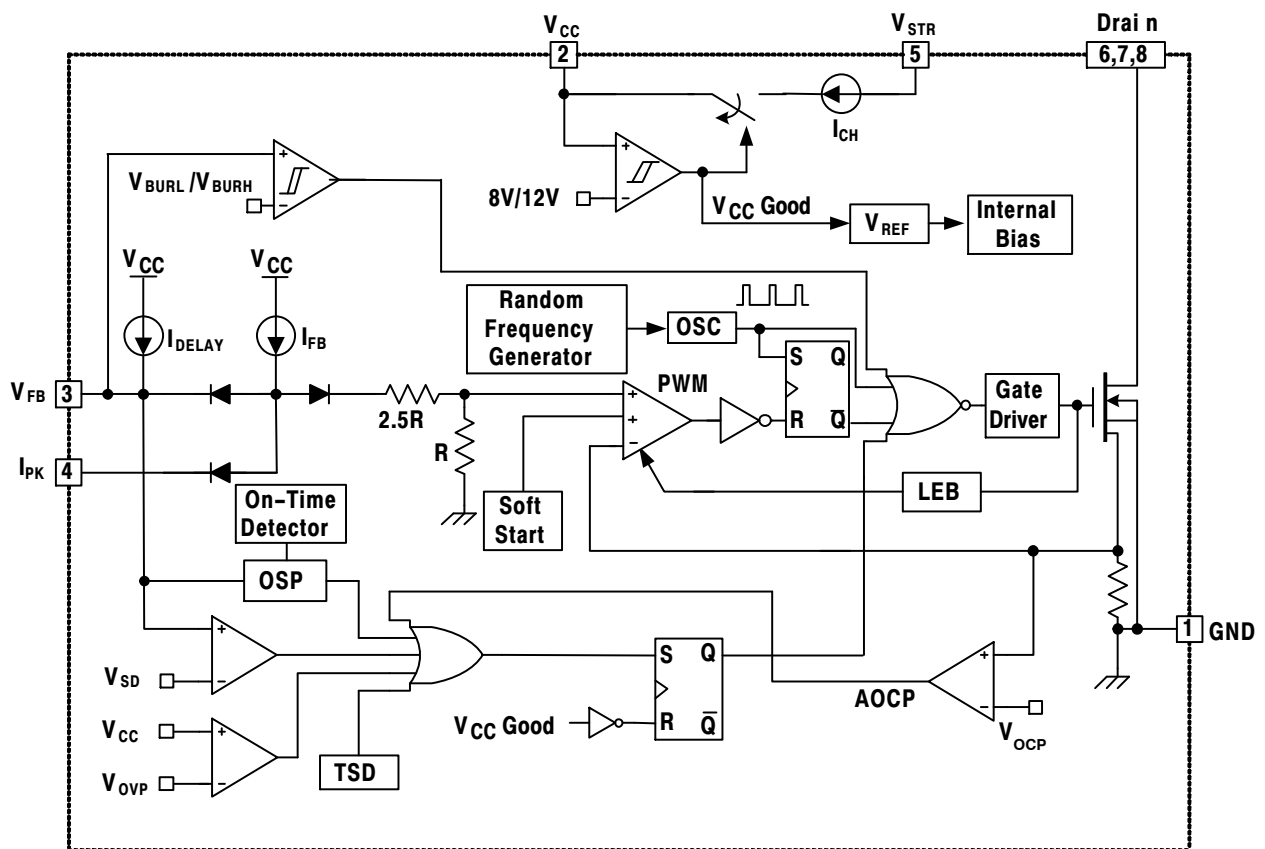 VCC
VSTR
Drai n
2
5
6,7,8
ICH
+
−
VBURL /VBURH
8V/12V
+
−
VCC Good
VREF
Internal
Bias
VCC
VCC
IDELAY
IFB
Random
Frequency
Generator
OSC
S Q
R Q̅
PWM
+
+
−
VFB 3
2.5R
R
Gate
Driver
IPK 4
LEB
On−Time
Detector
Soft
Start
OSP
1 GND
+
−
VSD
S Q
R Q̅
VCC Good
AOCP
+
−
VOCP
VCC
VOVP
+
−
TSD